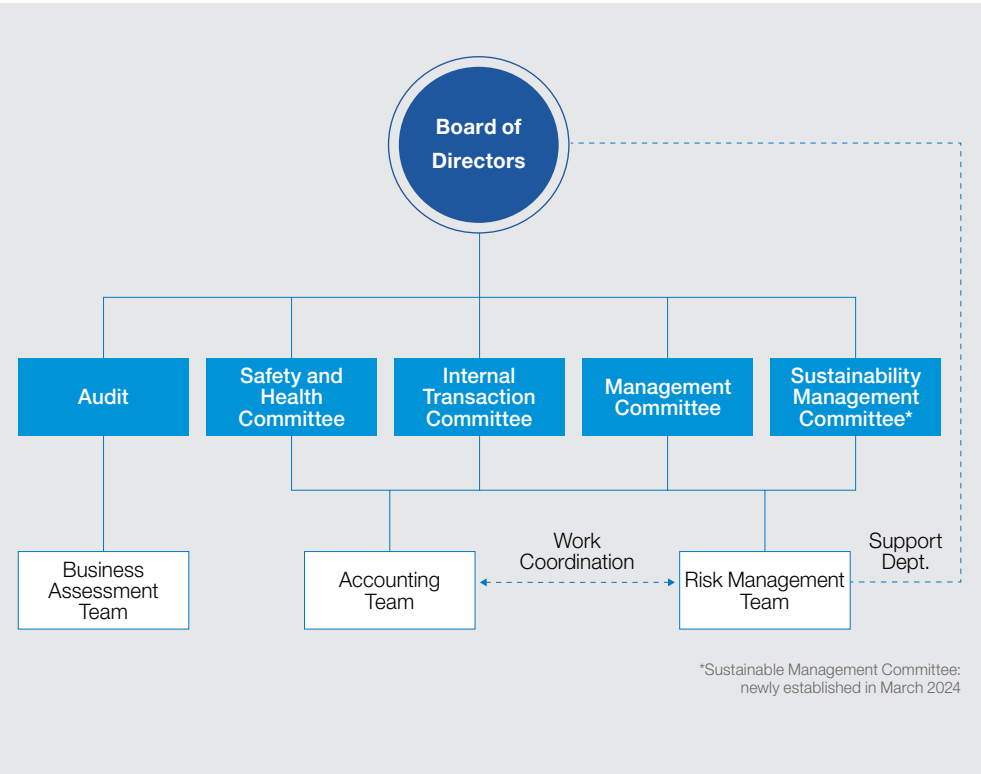 Board of
Directors
Audit
Safety and
Health
Committee
Internal
Transaction
Committee
Management
Committee
Sustainability
Management
Committee*
Business
Assessment
Team
Accounting
Team
Work
Coordination
Risk Management
Team
Support
Dept.
*Sustainable Management Committee:
newly established in March 2024